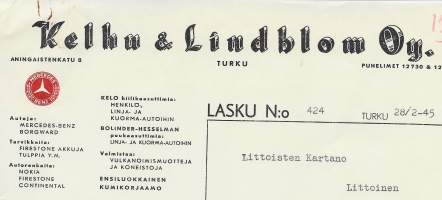 Kelhu & Lindblom Oy.
ANINGAISTENKATU 8
TURKU
PUHELIMET 12730 & 12
MERCEDES
BENZ
Autoja:
MERCEDES-BENZ
BORGWARD
Tarvikkeita:
FIRESTONE AKKUJA
TULPPIA Y.M.
Autorenkaita:
NOKIA
FIRESTONE
CONTINENTAL
KELO kiilikaasuttimia:
HENKILÖ,
LINJA- JA
KUORMA-AUTOIHIN
BOLINDER-HESSELMAN
puukaasuttimia:
LINJA- JA KUORMA-AUTOIHIN
Valmistaa:
VULKANOIMISMUOTTEJA
JA KONEISTOJA
ENSILUOKKAINEN
KUMIKORJAAMO
LASKU N:o 424 TURKU 28/2-45
Littoisten Kartano
Littoinen